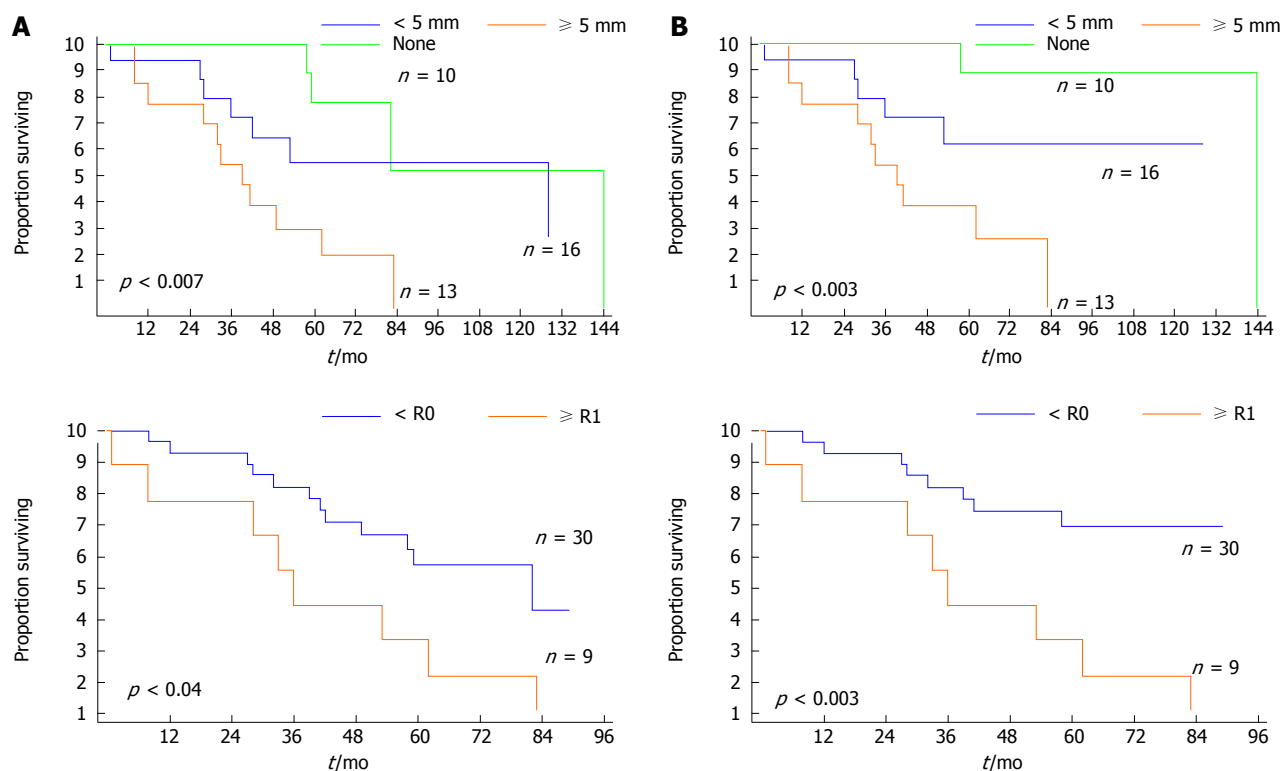 A
< 5 mm
≥ 5 mm
None
Proportion surviving
10
9
8
7
6
5
4
3
2
1
n = 10
n = 16
n = 13
p < 0.007
12 24 36 48 60 72 84 96 108 120 132 144
t/mo
B
< 5 mm
≥ 5 mm
None
Proportion surviving
10
9
8
7
6
5
4
3
2
1
n = 10
n = 16
n = 13
p < 0.003
12 24 36 48 60 72 84 96 108 120 132 144
t/mo
< R0
≥ R1
Proportion surviving
10
9
8
7
6
5
4
3
2
1
n = 30
n = 9
p < 0.04
12 24 36 48 60 72 84 96
t/mo
< R0
≥ R1
Proportion surviving
10
9
8
7
6
5
4
3
2
1
n = 30
n = 9
p < 0.003
12 24 36 48 60 72 84 96
t/mo